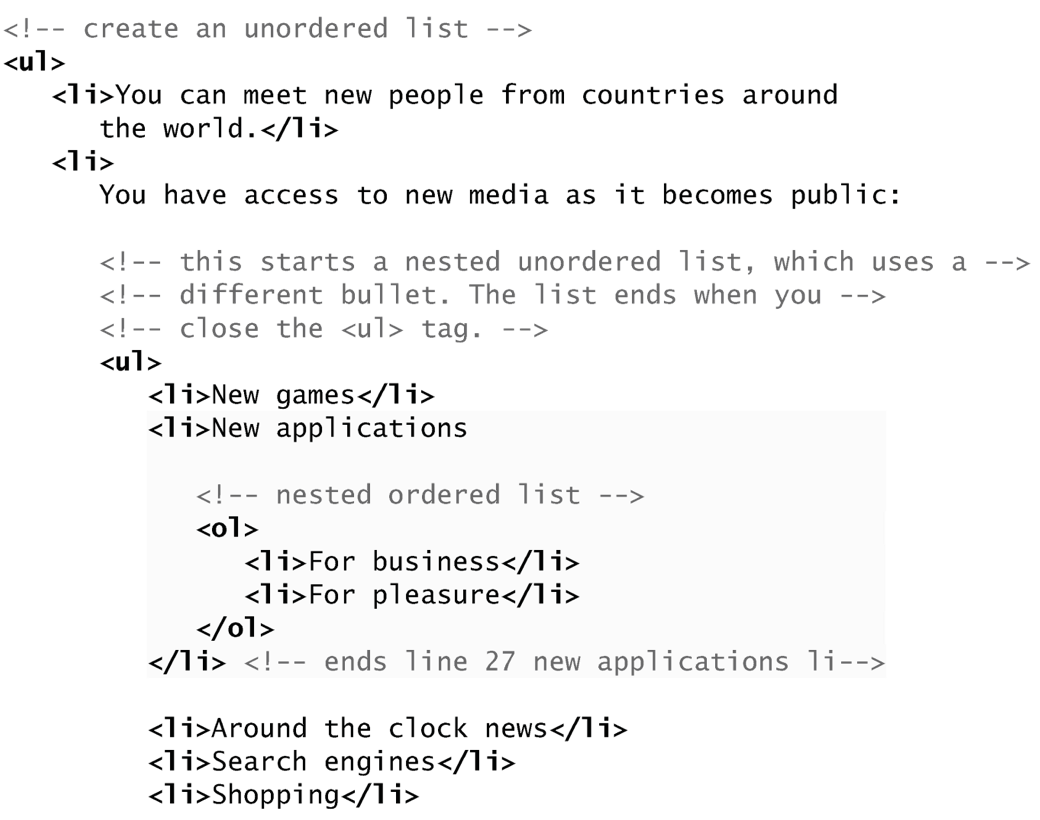 <!-- create an unordered list -->
<ul>
   <li>You can meet new people from countries around
      the world.</li>
   <li>
      You have access to new media as it becomes public:

      <!-- this starts a nested unordered list, which uses a -->
      <!-- different bullet. The list ends when you -->
      <!-- close the <ul> tag. -->
      <ul>
         <li>New games</li>
         <li>New applications

            <!-- nested ordered list -->
            <ol>
               <li>For business</li>
               <li>For pleasure</li>
            </ol>
         </li> <!-- ends line 27 new applications li-->

         <li>Around the clock news</li>
         <li>Search engines</li>
         <li>Shopping</li>